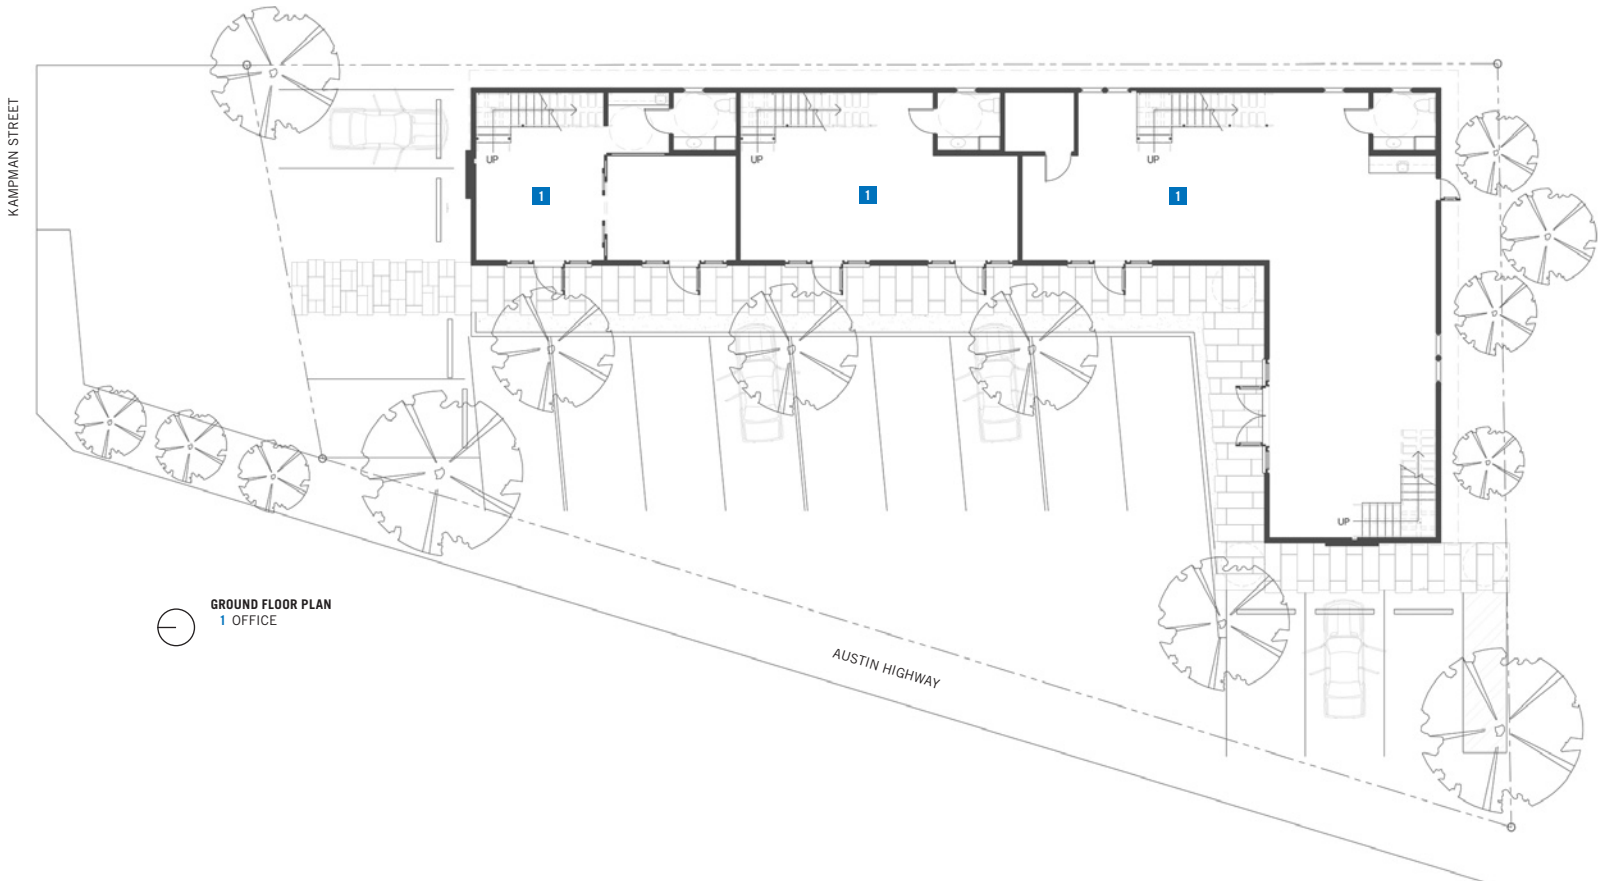 KAMPMAN STREET
UP
UP
UP
1
1
1
UP
GROUND FLOOR PLAN
1 OFFICE
AUSTIN HIGHWAY